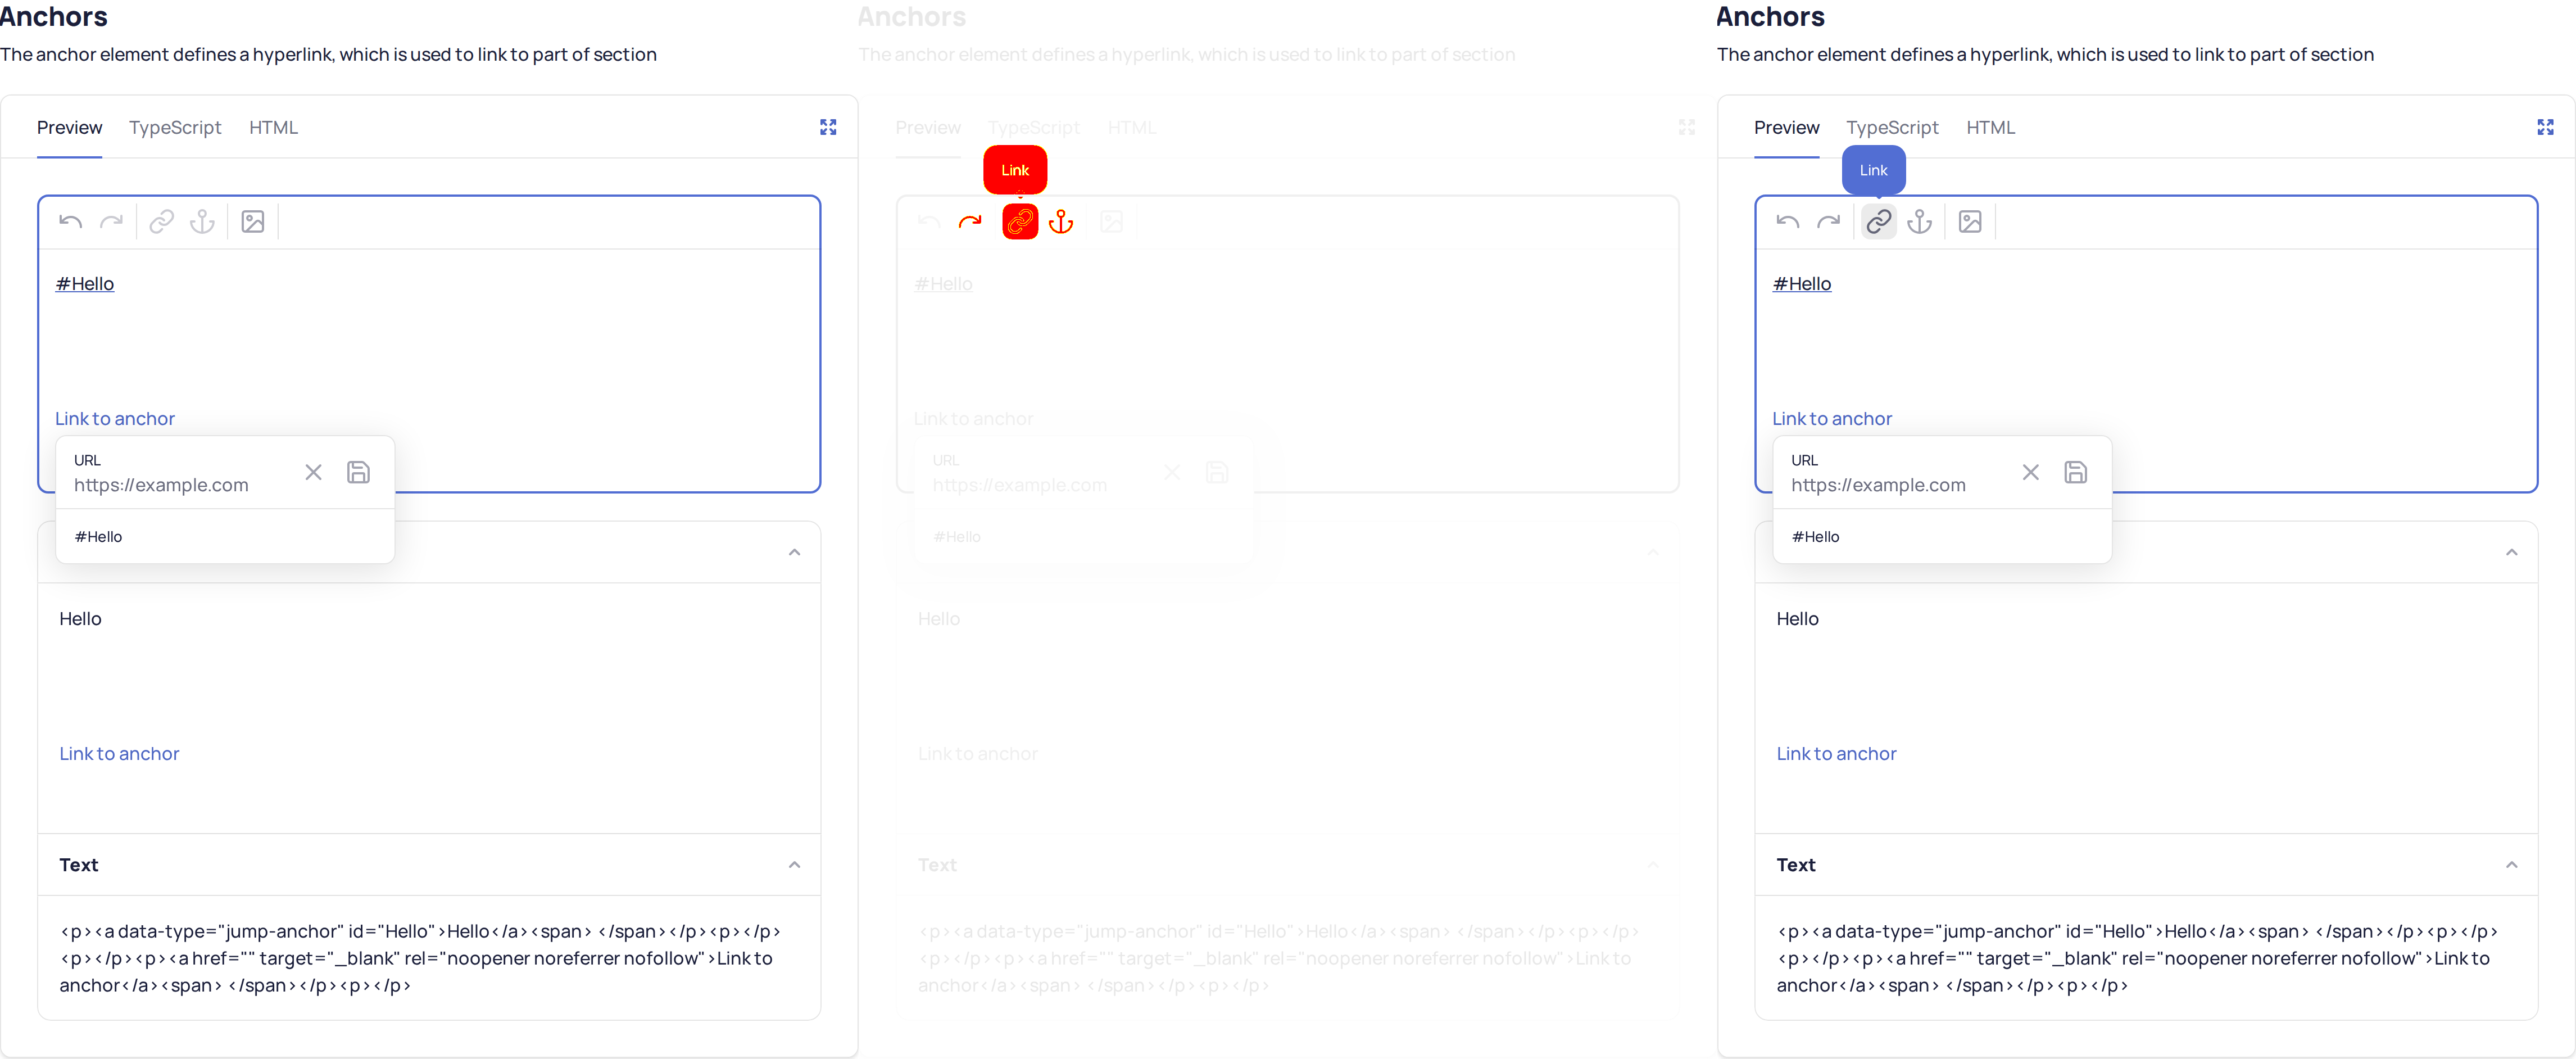 Anchors
The anchor element defines a hyperlink, which is used to link to part of section
Preview TypeScript HTML
#Hello
Link to anchor
URL
https://example.com
#Hello
Hello
Link to anchor
Text
<p><a data-type="jump-anchor" id="Hello">Hello</a><span> </span></p><p></p>
<p></p><p><a href="" target="_blank" rel="noopener noreferrer nofollow">Link to
anchor</a><span> </span></p><p></p>
Anchors
The anchor element defines a hyperlink, which is used to link to part of section
Preview TypeScript HTML
Link
#Hello
Link to anchor
URL
https://example.com
#Hello
Hello
Link to anchor
Text
<p><a data-type="jump-anchor" id="Hello">Hello</a><span> </span></p><p></p>
<p></p><p><a href="" target="_blank" rel="noopener noreferrer nofollow">Link to
anchor</a><span> </span></p><p></p>
Anchors
The anchor element defines a hyperlink, which is used to link to part of section
Preview TypeScript HTML
Link
#Hello
Link to anchor
URL
https://example.com
#Hello
Hello
Link to anchor
Text
<p><a data-type="jump-anchor" id="Hello">Hello</a><span> </span></p><p></p>
<p></p><p><a href="" target="_blank" rel="noopener noreferrer nofollow">Link to
anchor</a><span> </span></p><p></p>